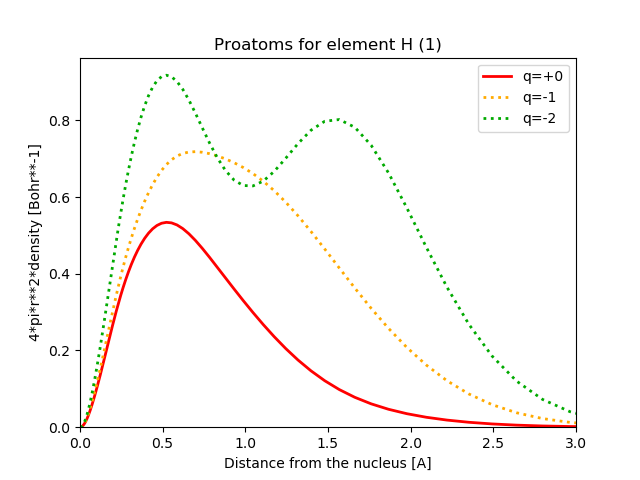 Proatoms for element H (1)
q=+0
q=-1
q=-2
4*pi*r**2*density [Bohr**-1]
0.8
0.6
0.4
0.2
0.0
0.0 0.5 1.0 1.5 2.0 2.5 3.0
Distance from the nucleus [A]